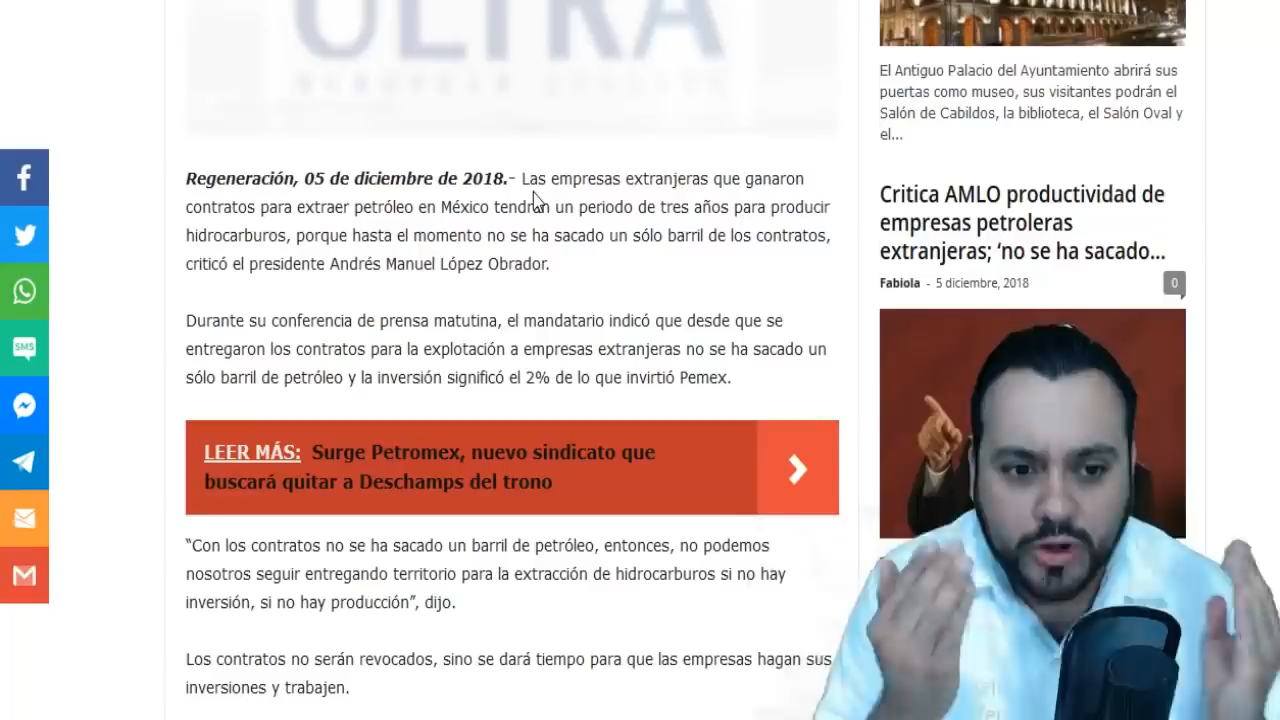 ULTRA
Regeneración, 05 de diciembre de 2018.- Las empresas extranjeras que ganaron
contratos para extraer petróleo en México tendrán un periodo de tres años para producir
hidrocarburos, porque hasta el momento no se ha sacado un sólo barril de los contratos,
criticó el presidente Andrés Manuel López Obrador.
Durante su conferencia de prensa matutina, el mandatario indicó que desde que se
entregaron los contratos para la explotación a empresas extranjeras no se ha sacado un
sólo barril de petróleo y la inversión significó el 2% de lo que invirtió Pemex.
LEER MÁS: Surge Petromex, nuevo sindicato que
buscará quitar a Deschamps del trono
“Con los contratos no se ha sacado un barril de petróleo, entonces, no podemos
nosotros seguir entregando territorio para la extracción de hidrocarburos si no hay
inversión, si no hay producción”, dijo.
Los contratos no serán revocados, sino se dará tiempo para que las empresas hagan sus
inversiones y trabajen.
El Antiguo Palacio del Ayuntamiento abrirá sus
puertas como museo, sus visitantes podrán el
Salón de Cabildos, la biblioteca, el Salón Oval y
el...
Critica AMLO productividad de
empresas petroleras
extranjeras; ‘no se ha sacado...
Fabiola - 5 diciembre, 2018
0
SMS